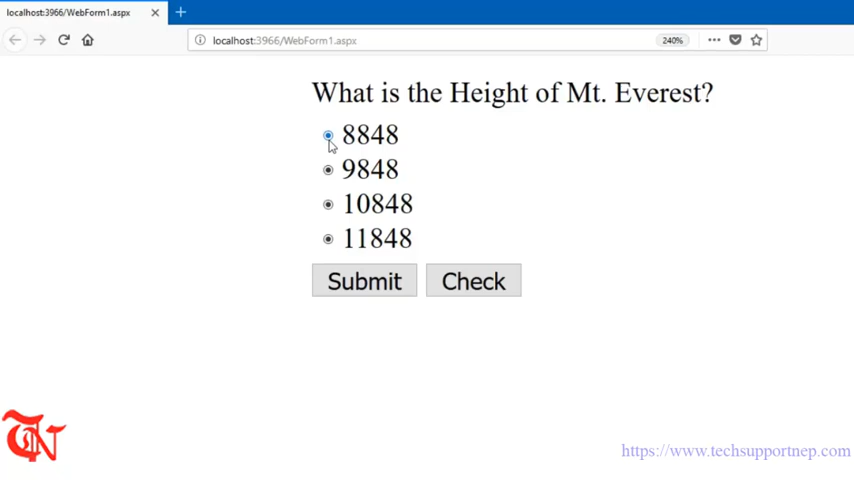 localhost:3966/WebForm1.aspx
localhost:3966/WebForm1.aspx 240%
What is the Height of Mt. Everest?
8848
9848
10848
11848
Submit Check
TN
https://www.techsupportnep.com